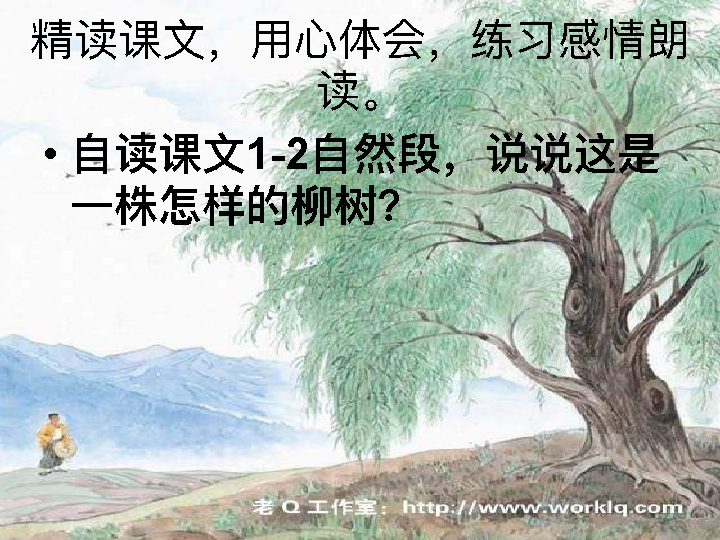 精读课文，用心体会，练习感情朗
读。
• 自读课文1-2自然段，说说这是
一株怎样的柳树？
老 Q 工作室：http://www.worklq.com